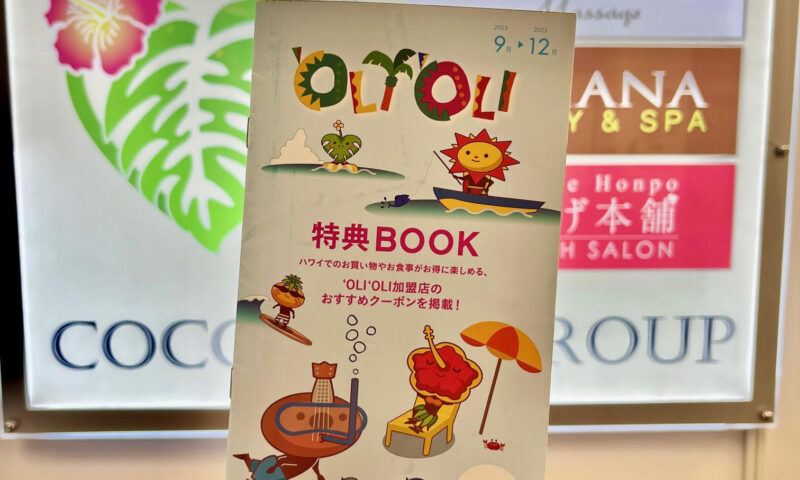 Massage
2023
2023
9月▶12月
'OLI'OLI
ANA
Y & SPA
特典BOOK
e Honpo
げ本舗
H SALON
ハワイでのお買い物やお食事がお得に楽しめる、
'OLI'OLI加盟店の
おすすめクーポンを掲載!
COCO
ROUP